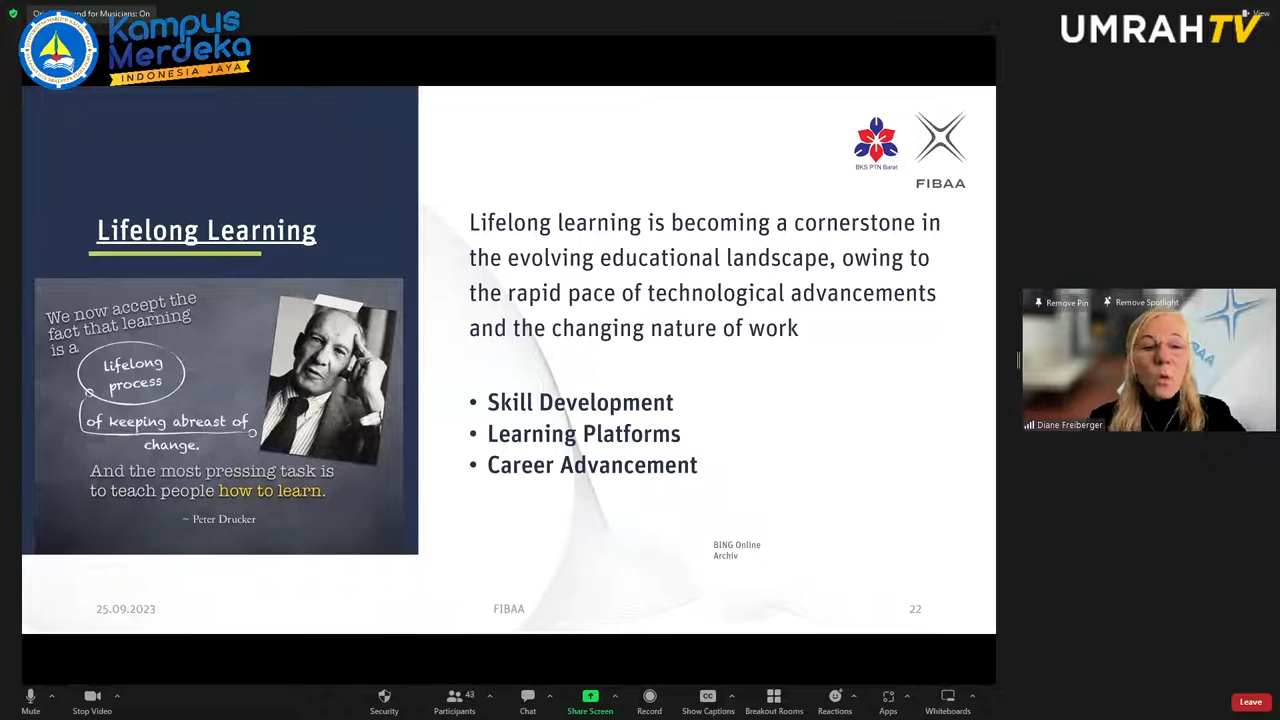 Kampus
Merdeka
INDONESIA JAYA
UMRAHTV
View
BKS PTN Barat
FIBAA
Lifelong Learning
We now accept the
fact that learning
is a
lifelong
process
of keeping abreast of
change.
And the most pressing task is
to teach people how to learn.
~ Peter Drucker
Lifelong learning is becoming a cornerstone in
the evolving educational landscape, owing to
the rapid pace of technological advancements
and the changing nature of work
• Skill Development
• Learning Platforms
• Career Advancement
BING Online
Archiv
25.09.2023
FIBAA
22
Remove Pin
Remove Spotlight
Diane Freiberger
Mute
Stop Video
Security
43
Participants
Chat
Share Screen
Record
CC
Show Captions
Breakout Rooms
Reactions
Apps
Whiteboards
Leave